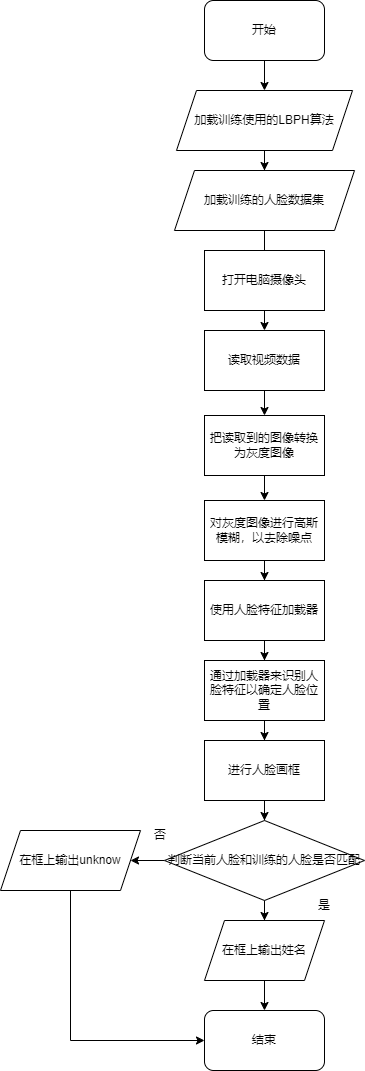 开始
加载训练使用的LBPH算法
加载训练的人脸数据集
打开电脑摄像头
读取视频数据
把读取到的图像转换
为灰度图像
对灰度图像进行高斯
模糊，以去除噪点
使用人脸特征加载器
通过加载器来识别人
脸特征以确定人脸位
置
进行人脸画框
否
在框上输出unknow
判断当前人脸和训练的人脸是否匹配
是
在框上输出姓名
结束